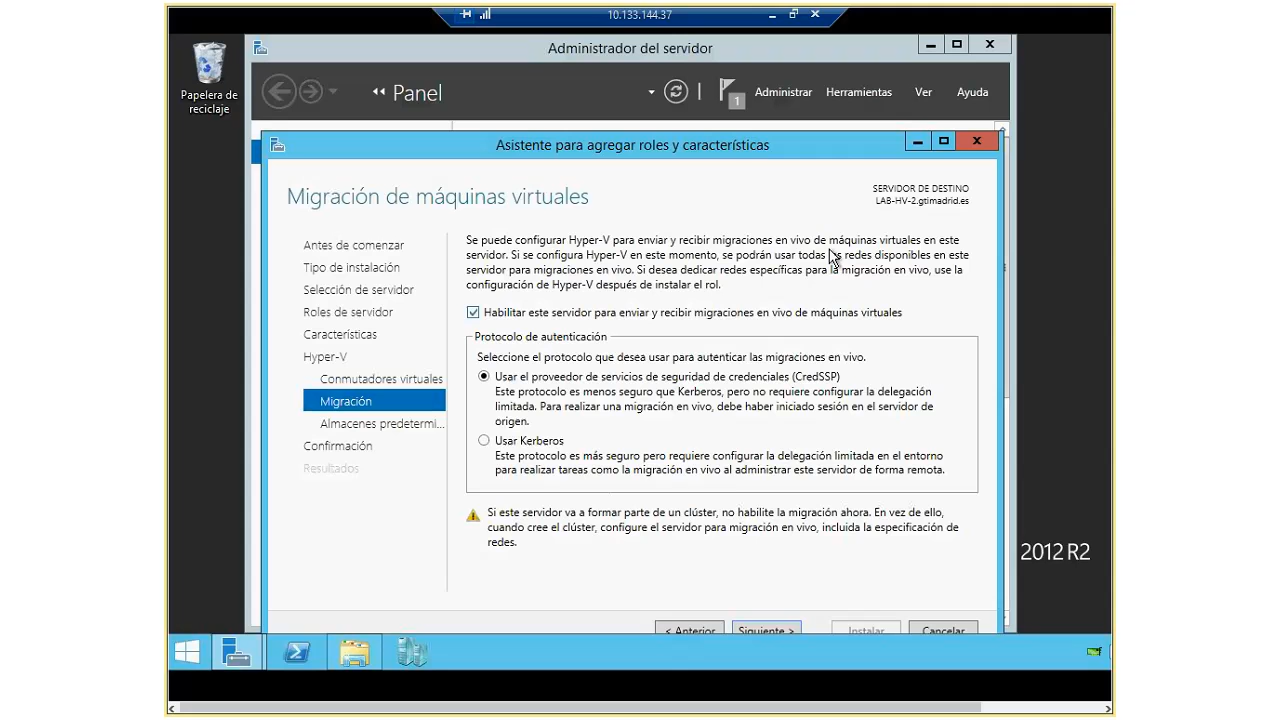 10.133.144.37
Papelera de
reciclaje
Administrador del servidor
Panel
1
Administrar
Herramientas
Ver
Ayuda
Asistente para agregar roles y características
Migración de máquinas virtuales
SERVIDOR DE DESTINO
LAB-HV-2.gtimadrid.es
Antes de comenzar
Tipo de instalación
Selección de servidor
Roles de servidor
Características
Hyper-V
Conmutadores virtuales
Migración
Almacenes predetermi...
Confirmación
Resultados
Se puede configurar Hyper-V para enviar y recibir migraciones en vivo de máquinas virtuales en este
servidor. Si se configura Hyper-V en este momento, se podrán usar todas las redes disponibles en este
servidor para migraciones en vivo. Si desea dedicar redes específicas para la migración en vivo, use la
configuración de Hyper-V después de instalar el rol.
Habilitar este servidor para enviar y recibir migraciones en vivo de máquinas virtuales
Protocolo de autenticación
Seleccione el protocolo que desea usar para autenticar las migraciones en vivo.
Usar el proveedor de servicios de seguridad de credenciales (CredSSP)
Este protocolo es menos seguro que Kerberos, pero no requiere configurar la delegación
limitada. Para realizar una migración en vivo, debe haber iniciado sesión en el servidor de
origen.
Usar Kerberos
Este protocolo es más seguro pero requiere configurar la delegación limitada en el entorno
para realizar tareas como la migración en vivo al administrar este servidor de forma remota.
Si este servidor va a formar parte de un clúster, no habilite la migración ahora. En vez de ello,
cuando cree el clúster, configure el servidor para migración en vivo, incluida la especificación de
redes.
< Anterior
Siguiente >
Instalar
Cancelar
2012 R2